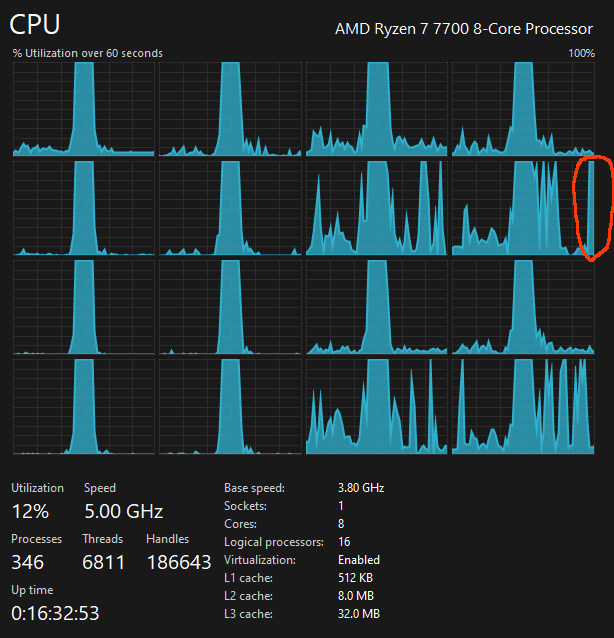 CPU
AMD Ryzen 7 7700 8-Core Processor
% Utilization over 60 seconds
100%
Utilization
Speed
12%
5.00 GHz
Processes
Threads
Handles
346
6811
186643
Up time
0:16:32:53
Base speed:
3.80 GHz
Sockets:
1
Cores:
8
Logical processors:
16
Virtualization:
Enabled
L1 cache:
512 KB
L2 cache:
8.0 MB
L3 cache:
32.0 MB